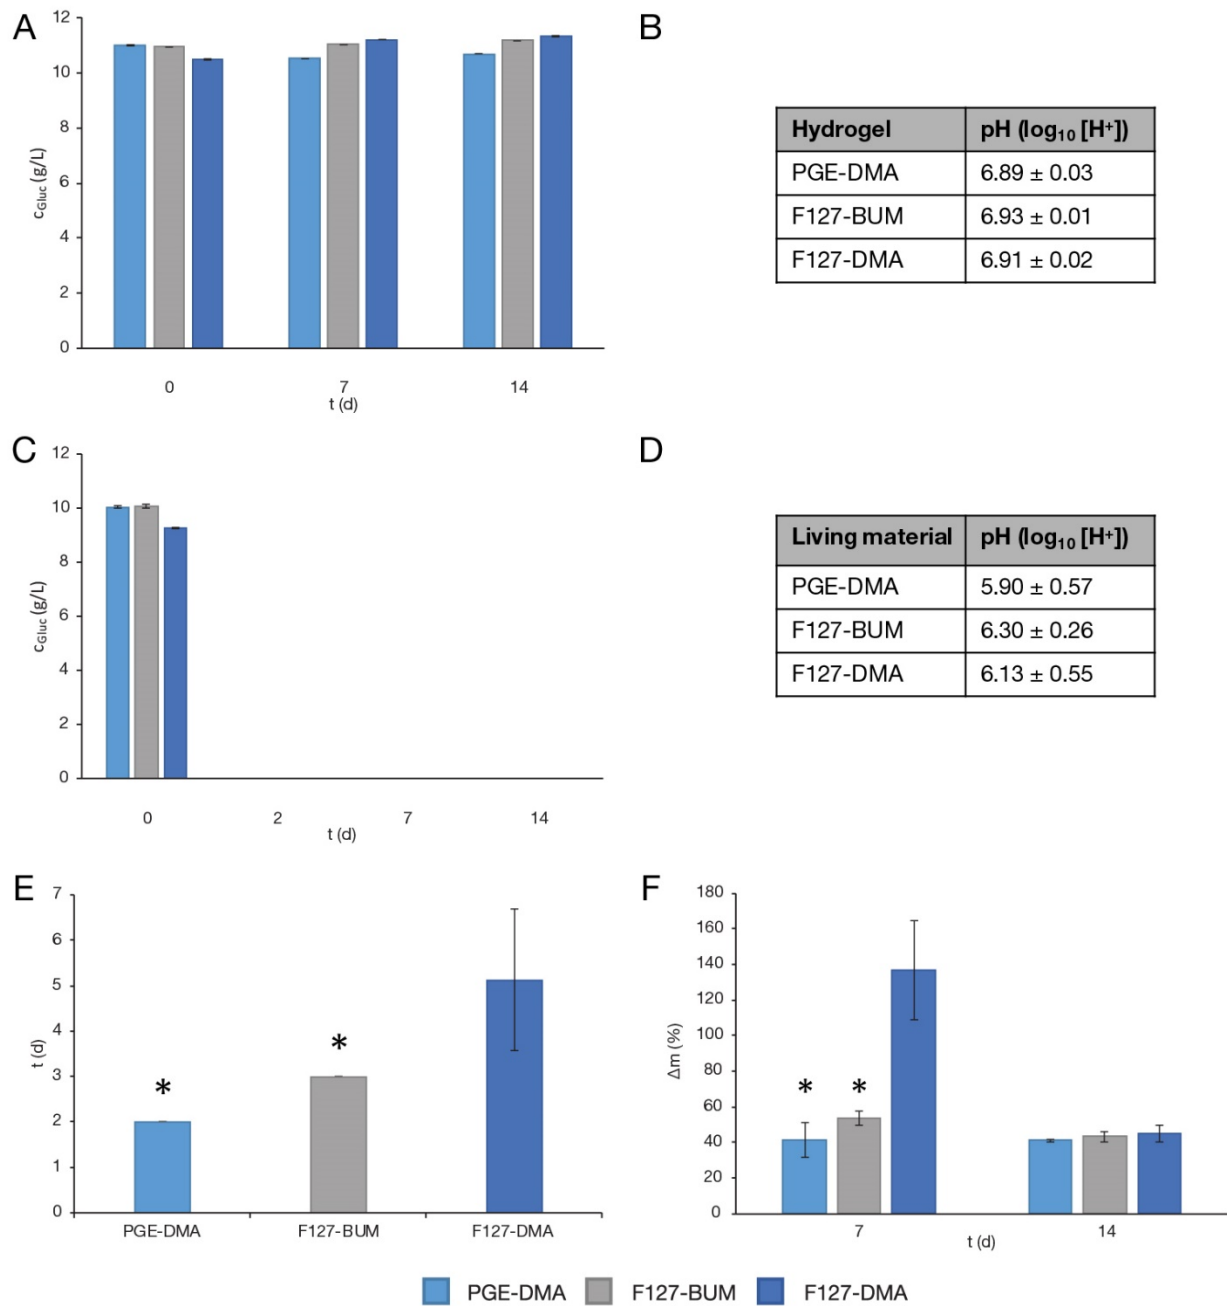 A
12
10
8
6
4
2
0
c_Gluc (g/L)
0
7
14
t (d)
B
Hydrogel pH (log₁₀ [H⁺])
PGE-DMA 6.89 ± 0.03
F127-BUM 6.93 ± 0.01
F127-DMA 6.91 ± 0.02
C
12
10
8
6
4
2
0
c_Gluc (g/L)
0
2
7
14
t (d)
D
Living material pH (log₁₀ [H⁺])
PGE-DMA 5.90 ± 0.57
F127-BUM 6.30 ± 0.26
F127-DMA 6.13 ± 0.55
E
7
6
5
4
3
2
1
0
t (d)
*
*
PGE-DMA
F127-BUM
F127-DMA
F
180
160
140
120
100
80
60
40
20
0
Δm (%)
*
*
7
14
t (d)
PGE-DMA F127-BUM F127-DMA